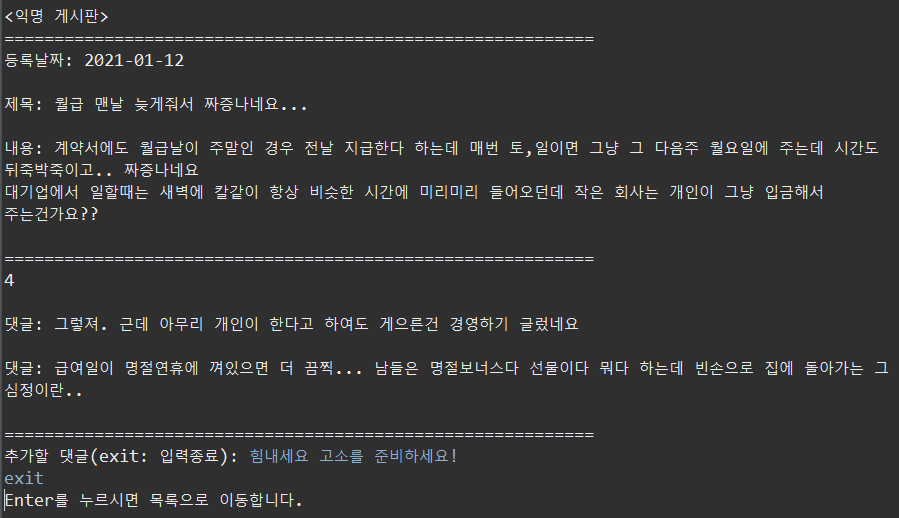 <익명 게시판>
===========================================================
등록날짜: 2021-01-12
제목: 월급 맨날 늦게줘서 짜증나네요...
내용: 계약서에도 월급날이 주말인 경우 전날 지급한다 하는데 매번 토,일이면 그냥 그 다음주 월요일에 주는데 시간도
뒤죽박죽이고.. 짜증나네요
대기업에서 일할때는 새벽에 칼같이 항상 비슷한 시간에 미리미리 들어오던데 작은 회사는 개인이 그냥 입금해서
주는건가요??
===========================================================
4
댓글: 그렇져. 근데 아무리 개인이 한다고 하여도 게으른건 경영하기 글렀네요
댓글: 급여일이 명절연휴에 껴있으면 더 끔찍... 남들은 명절보너스다 선물이다 뭐다 하는데 빈손으로 집에 돌아가는 그
심정이란..
===========================================================
추가할 댓글(exit: 입력종료): 힘내세요 고소를 준비하세요!
exit
Enter를 누르시면 목록으로 이동합니다.